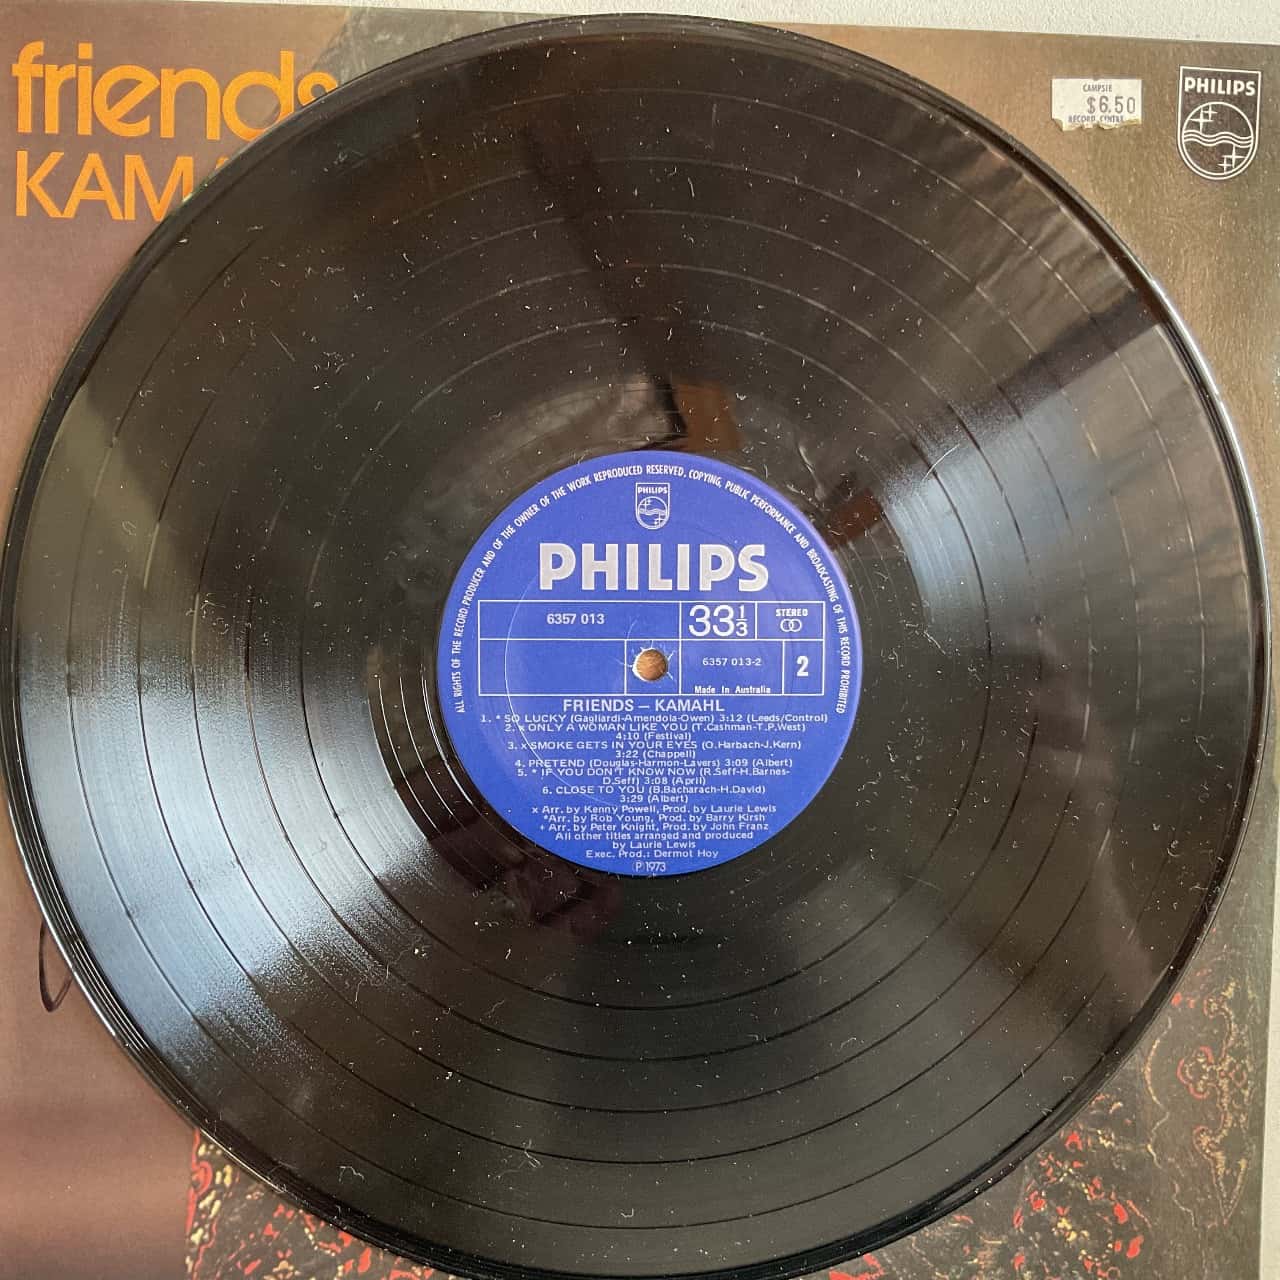 friends
KAM
CAMPSIE
$6.50
RECORD CENTRE
PHILIPS
ALL RIGHTS OF THE RECORD PRODUCER AND OF THE OWNER OF THE WORK REPRODUCED RESERVED. COPYING, PUBLIC PERFORMANCE AND BROADCASTING OF THIS RECORD PROHIBITED
PHILIPS
PHILIPS
6357 013
33 1/3
STEREO
6357 013-2
2
Made In Australia
FRIENDS — KAMAHL
1. * SO LUCKY (Gagliardi-Amendola-Owen) 3:12 (Leeds/Control)
2. x ONLY A WOMAN LIKE YOU (T.Cashman-T.P.West)
4:10 (Festival)
3. x SMOKE GETS IN YOUR EYES (O.Harbach-J.Kern)
3:22 (Chappell)
4. PRETEND (Douglas-Harmon-Lavers) 3:09 (Albert)
5. * IF YOU DON'T KNOW NOW (R.Seff-H.Barnes-
D.Seff) 3:08 (April)
6. CLOSE TO YOU (B.Bacharach-H.David)
3:29 (Albert)
x Arr. by Kenny Powell, Prod. by Laurie Lewis
*Arr. by Rob Young, Prod. by Barry Kirsh
+ Arr. by Peter Knight, Prod. by John Franz
All other titles arranged and produced
by Laurie Lewis
Exec. Prod.: Dermot Hoy
℗ 1973